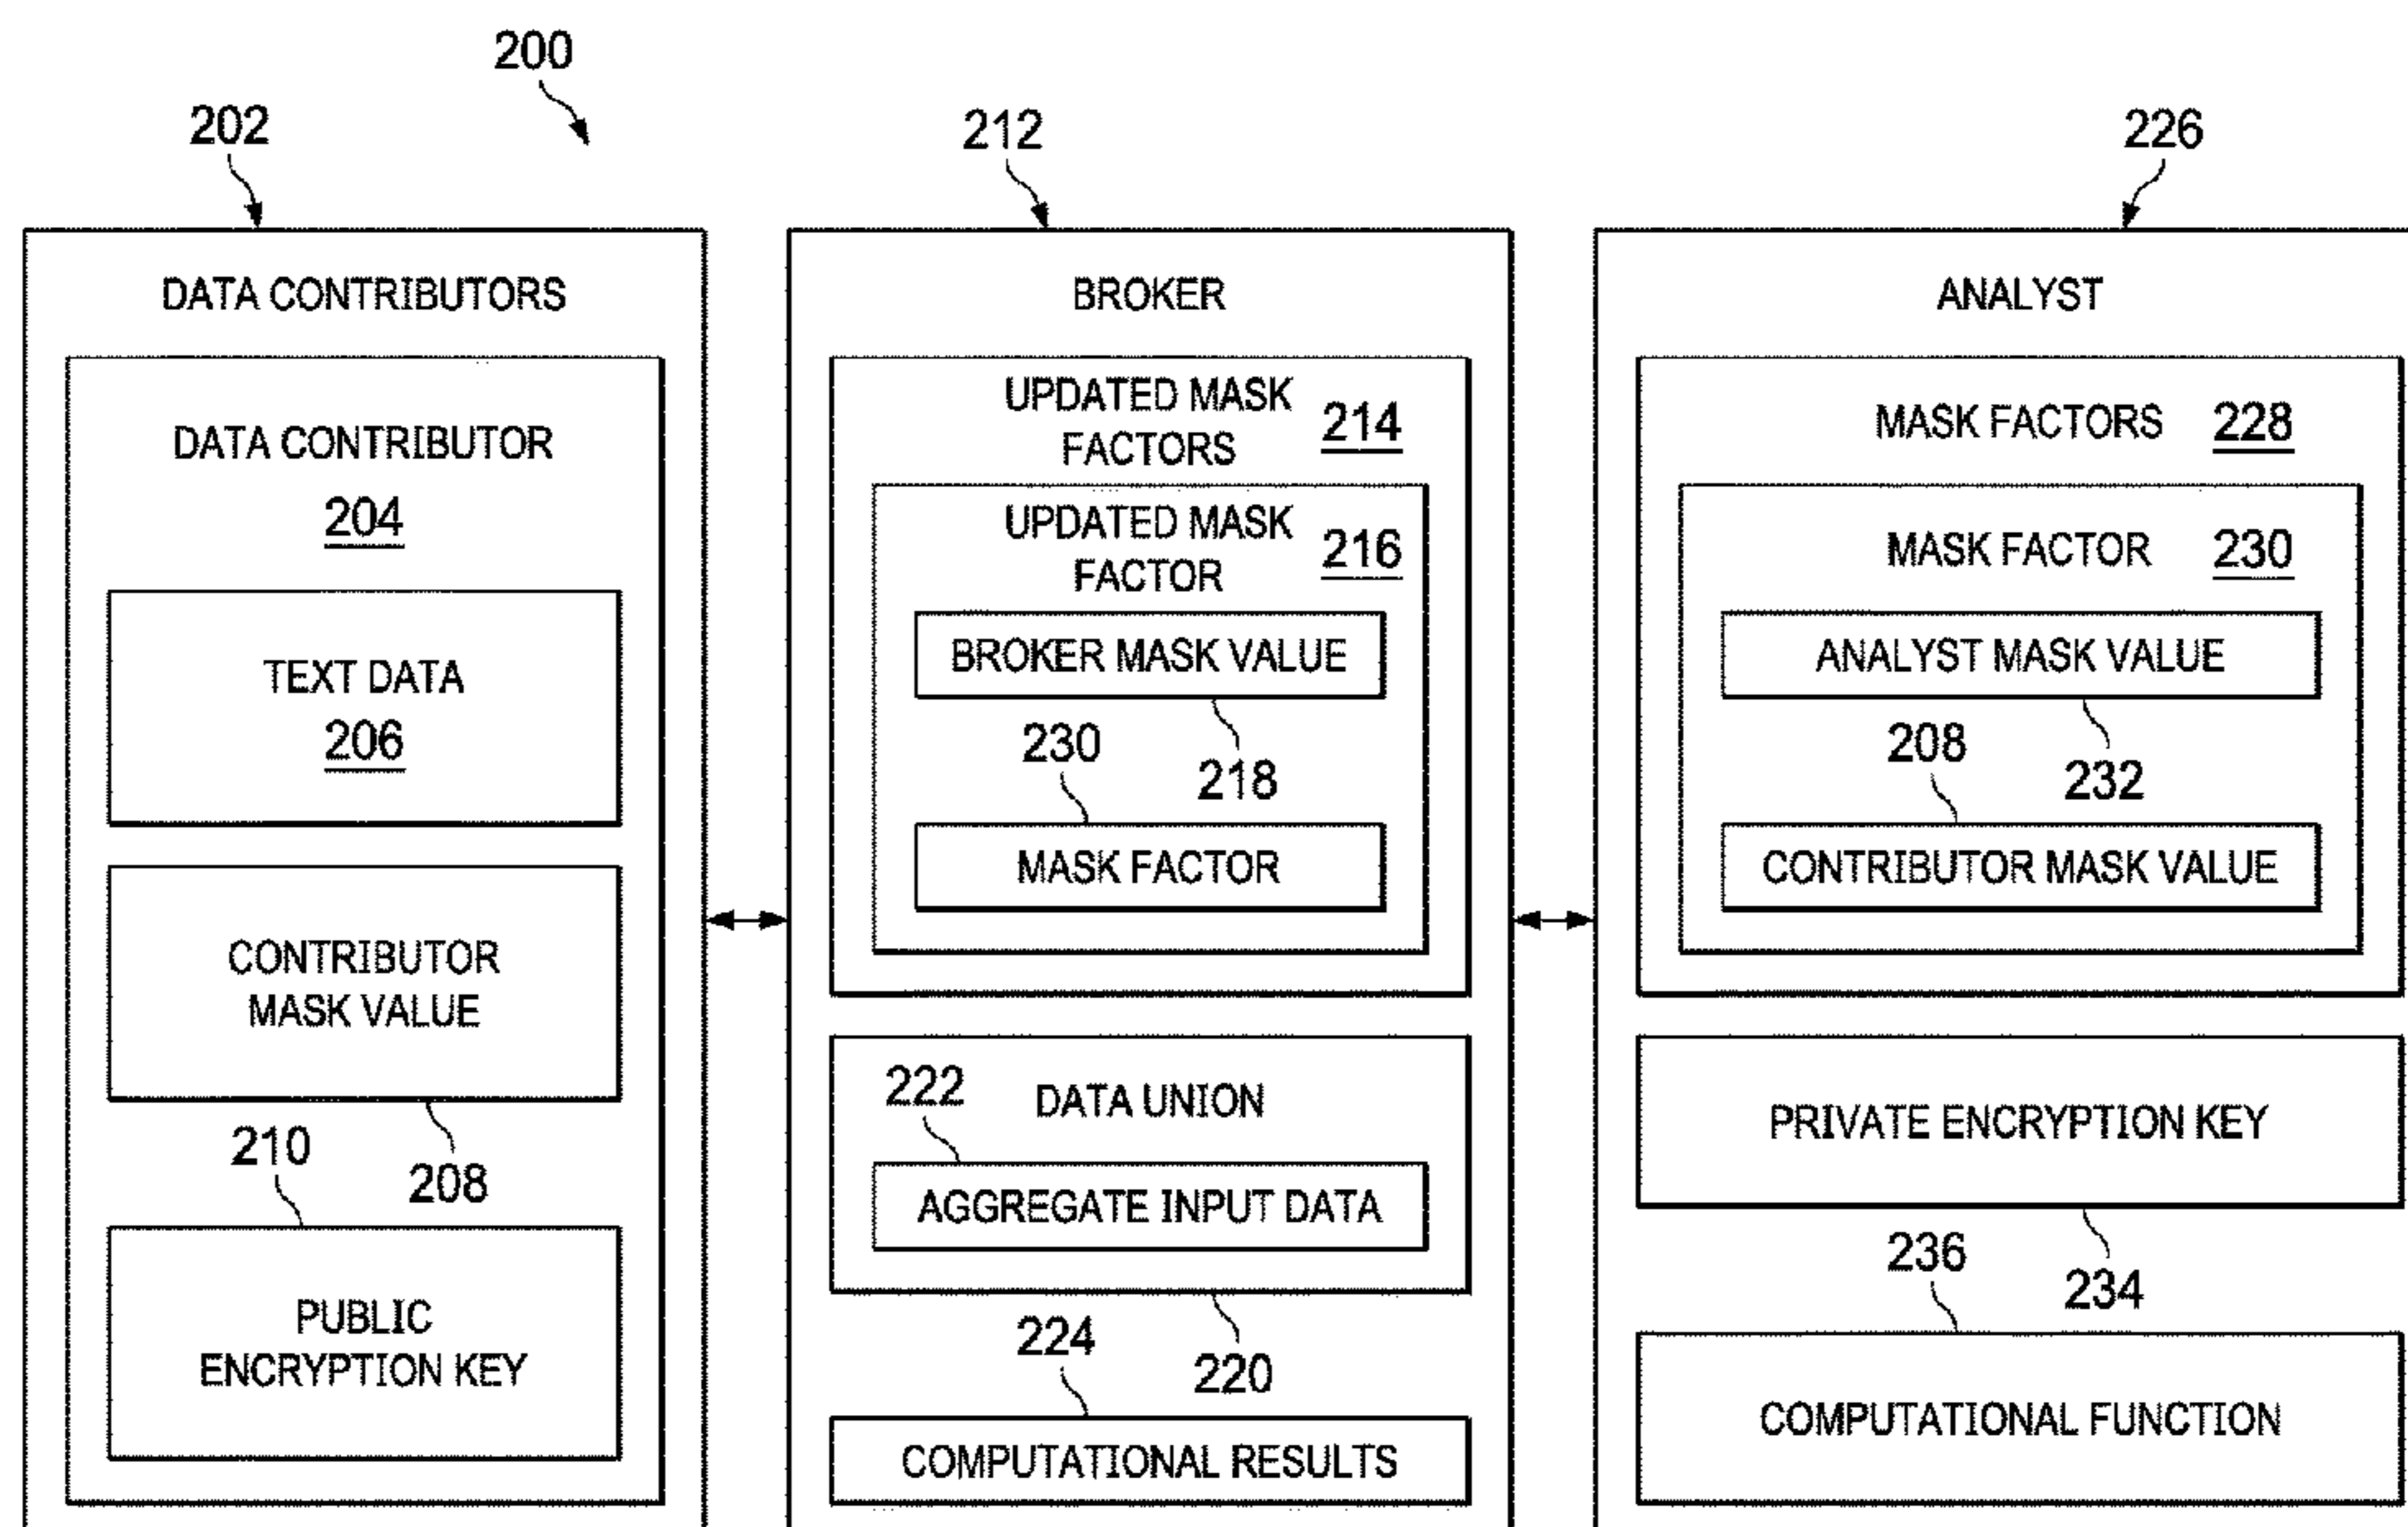 200
202
212
226
DATA CONTRIBUTORS
DATA CONTRIBUTOR
204
TEXT DATA
206
CONTRIBUTOR
MASK VALUE
208
210
PUBLIC
ENCRYPTION KEY
BROKER
UPDATED MASK
FACTORS
214
UPDATED MASK
FACTOR
216
BROKER MASK VALUE
218
230
MASK FACTOR
DATA UNION
222
AGGREGATE INPUT DATA
220
224
COMPUTATIONAL RESULTS
ANALYST
MASK FACTORS 228
MASK FACTOR 230
ANALYST MASK VALUE
232
208
CONTRIBUTOR MASK VALUE
PRIVATE ENCRYPTION KEY
234
236
COMPUTATIONAL FUNCTION